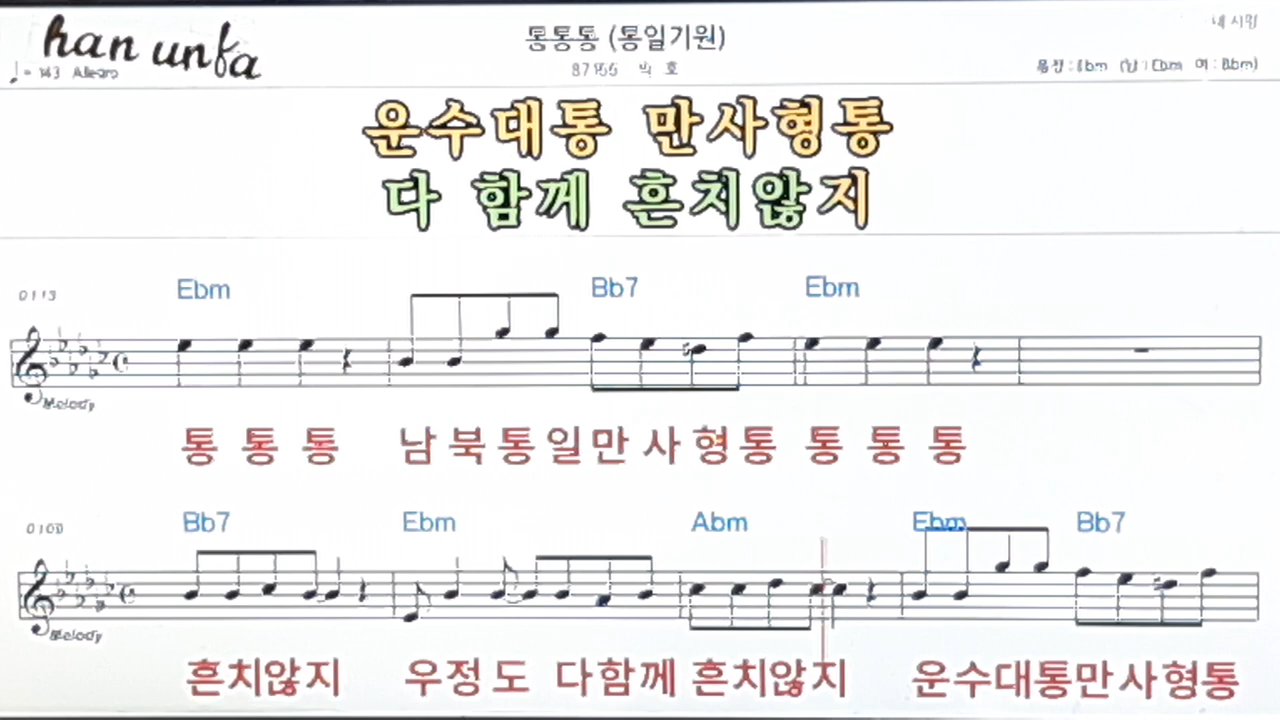 han unfa
통통통 (통일기원)
♩= 143 Allegro
운수대통 만사형통
다 함께 흔치않지
Ebm Bb7 Ebm
Melody
통 통 통 남 북 통 일 만 사 형 통 통 통 통
Bb7 Ebm Abm Ebm Bb7
Melody
흔치않지 우정도 다함께 흔치않지 운수대통만사형통